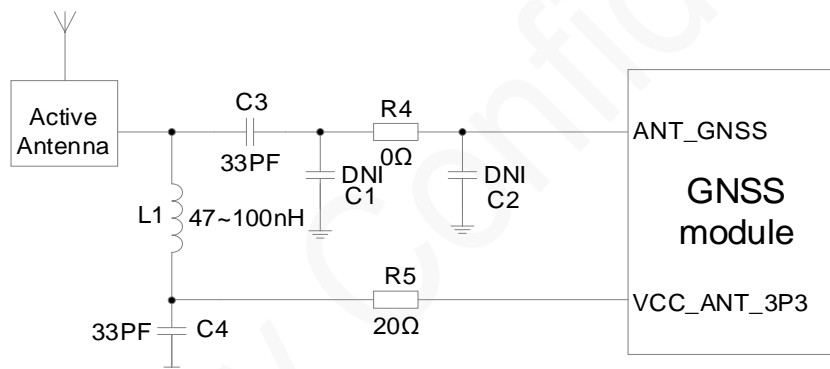 Active
Antenna
C3
33PF
R4
0Ω
ANT_GNSS
DNI
C1
DNI
C2
GNSS
module
L1
47~100nH
R5
20Ω
VCC_ANT_3P3
33PF
C4